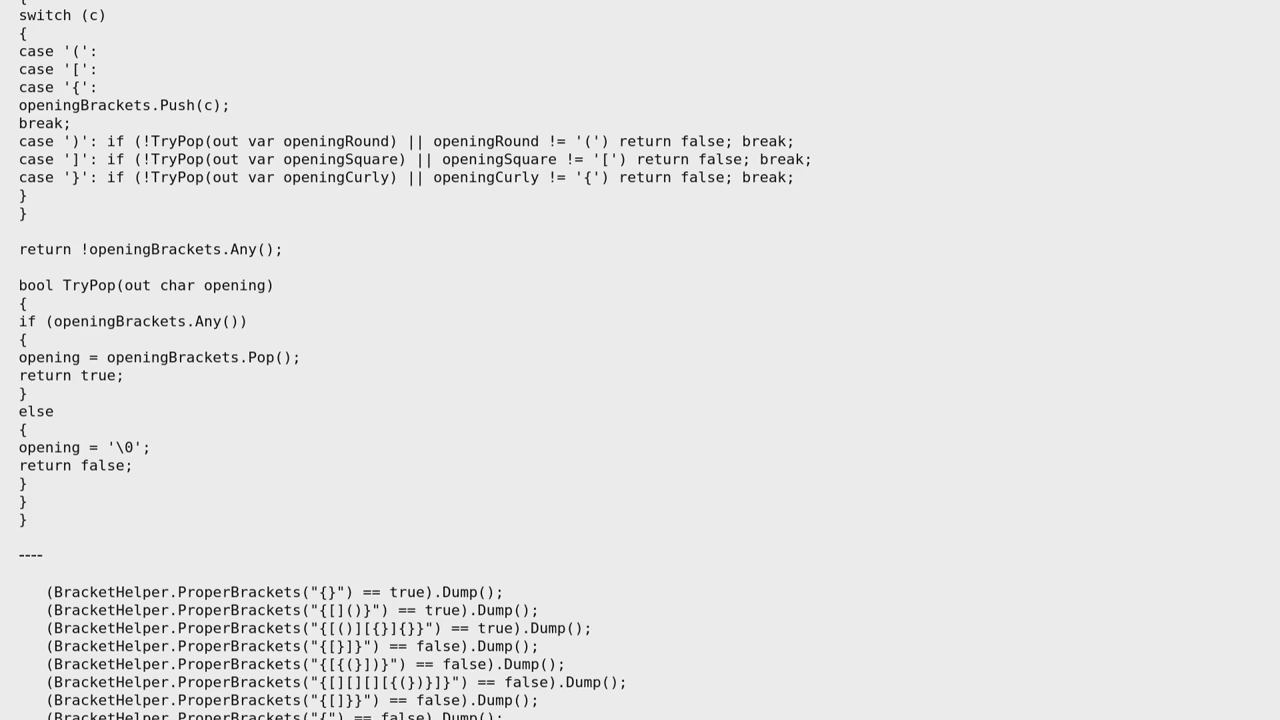 {
switch (c)
{
case '(':
case '[':
case '{':
openingBrackets.Push(c);
break;
case ')': if (!TryPop(out var openingRound) || openingRound != '(') return false; break;
case ']': if (!TryPop(out var openingSquare) || openingSquare != '[') return false; break;
case '}': if (!TryPop(out var openingCurly) || openingCurly != '{') return false; break;
}
}

return !openingBrackets.Any();

bool TryPop(out char opening)
{
if (openingBrackets.Any())
{
opening = openingBrackets.Pop();
return true;
}
else
{
opening = '\0';
return false;
}
}
}

----

(BracketHelper.ProperBrackets("{}") == true).Dump();
(BracketHelper.ProperBrackets("{[]()}") == true).Dump();
(BracketHelper.ProperBrackets("{[()][{}]{}}") == true).Dump();
(BracketHelper.ProperBrackets("{[}]}") == false).Dump();
(BracketHelper.ProperBrackets("{[{(}])}") == false).Dump();
(BracketHelper.ProperBrackets("{[][][][{(})}]}") == false).Dump();
(BracketHelper.ProperBrackets("{[]}}") == false).Dump();
(BracketHelper.ProperBrackets("{") == false).Dump();